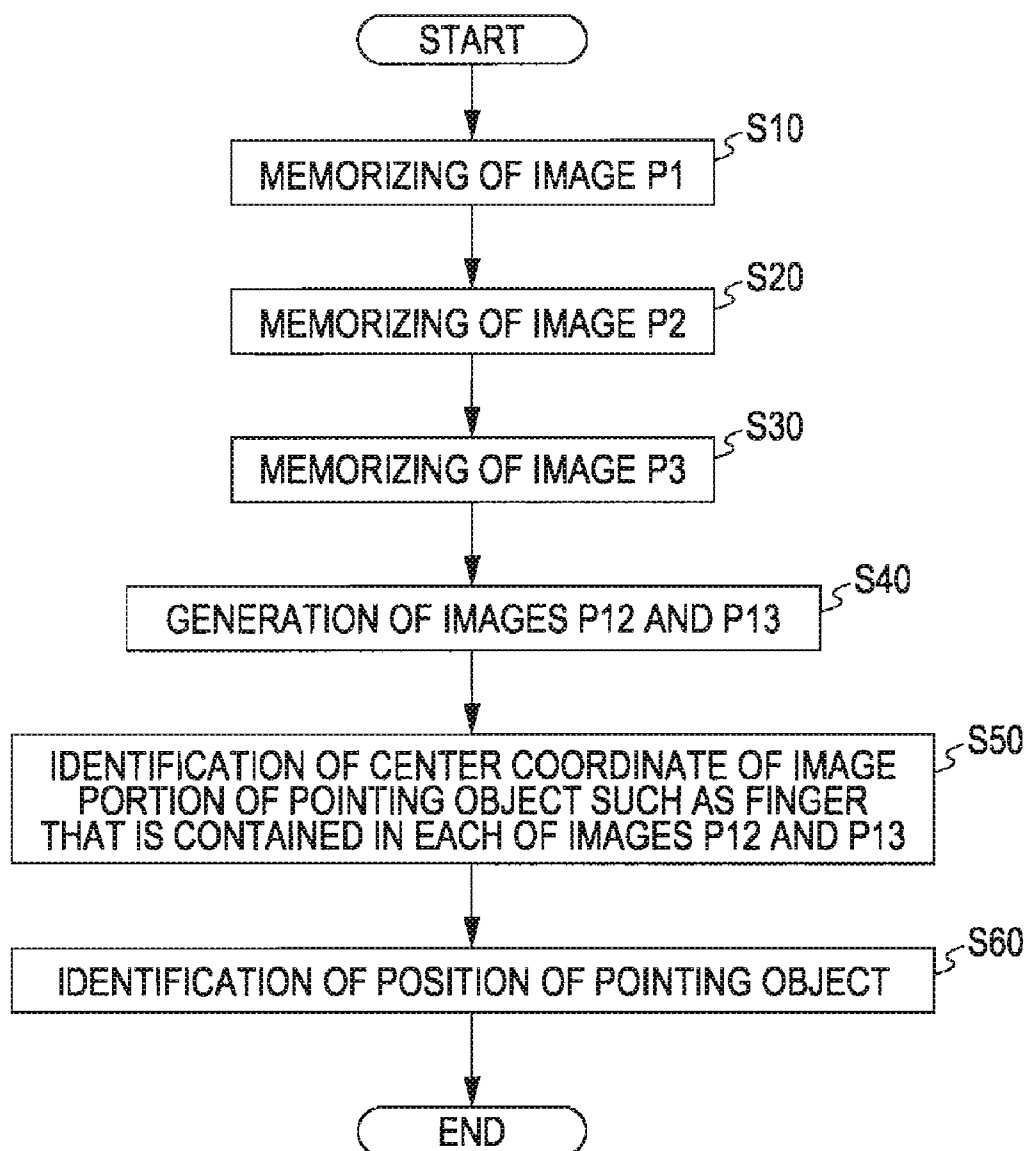 START
S10
MEMORIZING OF IMAGE P1
S20
MEMORIZING OF IMAGE P2
S30
MEMORIZING OF IMAGE P3
S40
GENERATION OF IMAGES P12 AND P13
S50
IDENTIFICATION OF CENTER COORDINATE OF IMAGE
PORTION OF POINTING OBJECT SUCH AS FINGER
THAT IS CONTAINED IN EACH OF IMAGES P12 AND P13
S60
IDENTIFICATION OF POSITION OF POINTING OBJECT
END